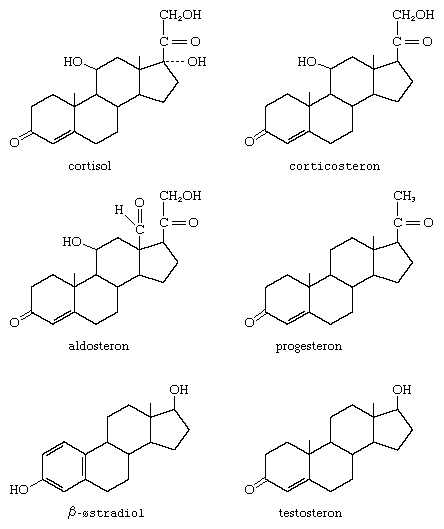 CH₂OH CH₂OH
C=O C=O
HO OH HO
O O
cortisol corticosteron
O CH₂OH CH₃
H C C=O C=O
HO
O O
aldosteron progesteron
OH OH
HO O
β-østradiol testosteron